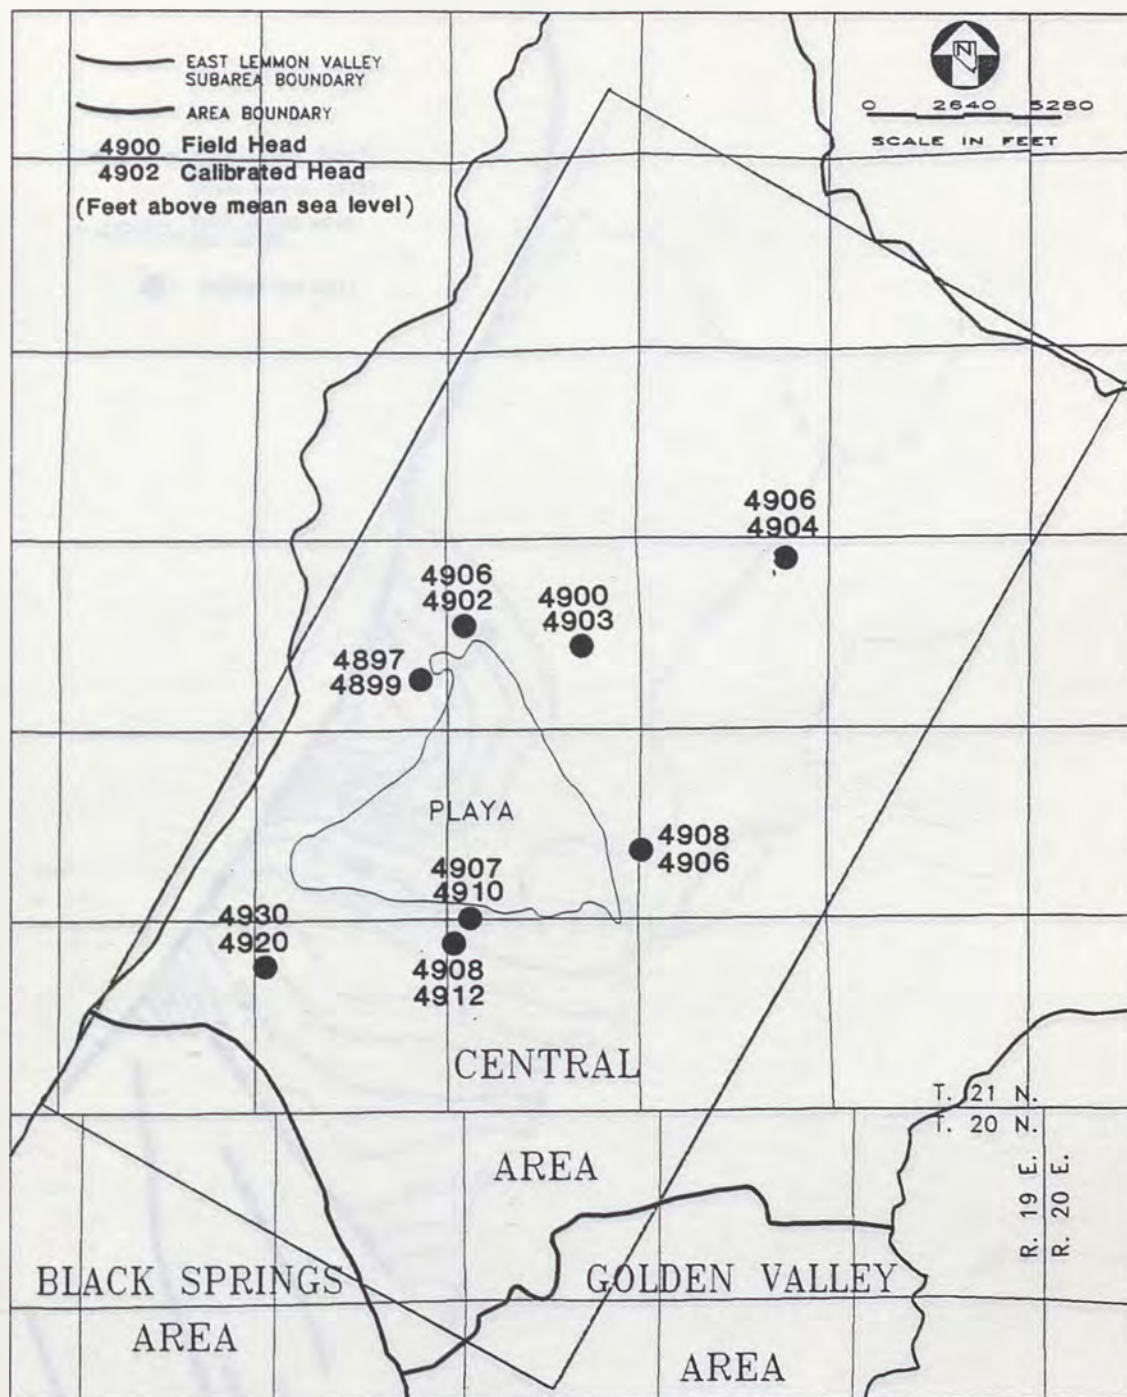 EAST LEMMON VALLEY
SUBAREA BOUNDARY
AREA BOUNDARY
4900 Field Head
4902 Calibrated Head
(Feet above mean sea level)
N
0 2640 5280
SCALE IN FEET
4906
4904
4906
4902
4900
4903
4897
4899
PLAYA
4908
4906
4907
4910
4930
4920
4908
4912
CENTRAL
AREA
T. 21 N.
T. 20 N.
R. 19 E.
R. 20 E.
BLACK SPRINGS
AREA
GOLDEN VALLEY
AREA